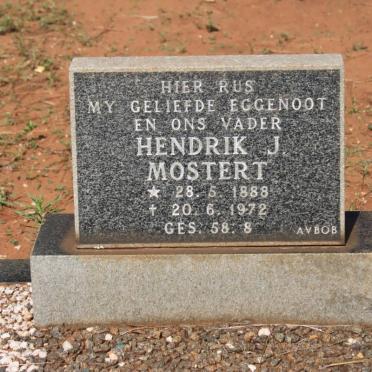 HIER RUS
MY GELIEFDE EGGENOOT
EN ONS VADER
HENDRIK J.
MOSTERT
★ 28. 5. 1888
† 20. 6. 1972
GES. 58. 8
AVBOB